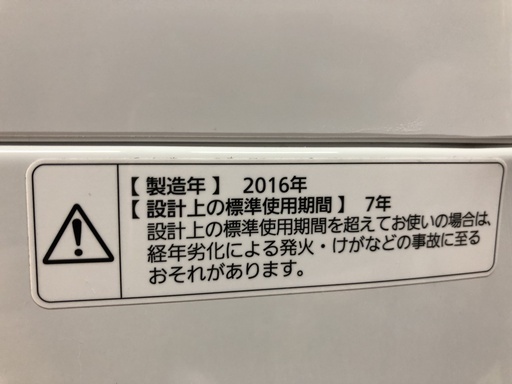 【 製造年 】 2016年
【 設計上の標準使用期間 】 7年
設計上の標準使用期間を超えてお使いの場合は、
経年劣化による発火・けがなどの事故に至る
おそれがあります。